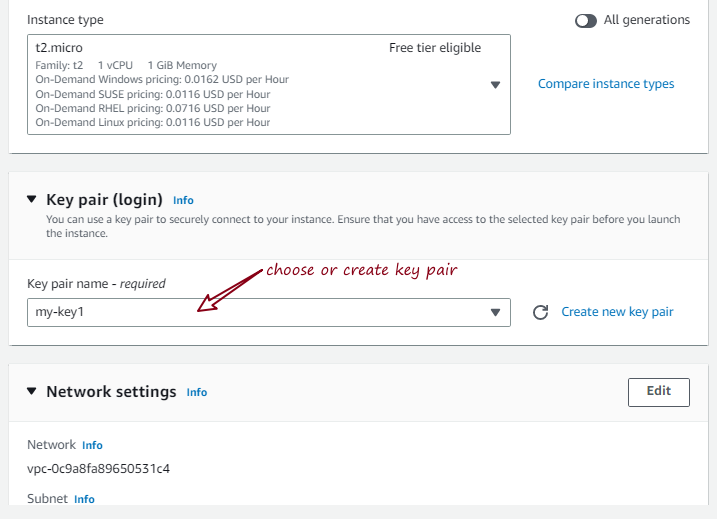 Instance type
All generations
t2.micro
Free tier eligible
Family: t2 1 vCPU 1 GiB Memory
On-Demand Windows pricing: 0.0162 USD per Hour
On-Demand SUSE pricing: 0.0116 USD per Hour
On-Demand RHEL pricing: 0.0716 USD per Hour
On-Demand Linux pricing: 0.0116 USD per Hour
Compare instance types
Key pair (login) Info
You can use a key pair to securely connect to your instance. Ensure that you have access to the selected key pair before you launch
the instance.
choose or create key pair
Key pair name - required
my-key1
Create new key pair
Network settings Info
Edit
Network Info
vpc-0c9a8fa89650531c4
Subnet Info